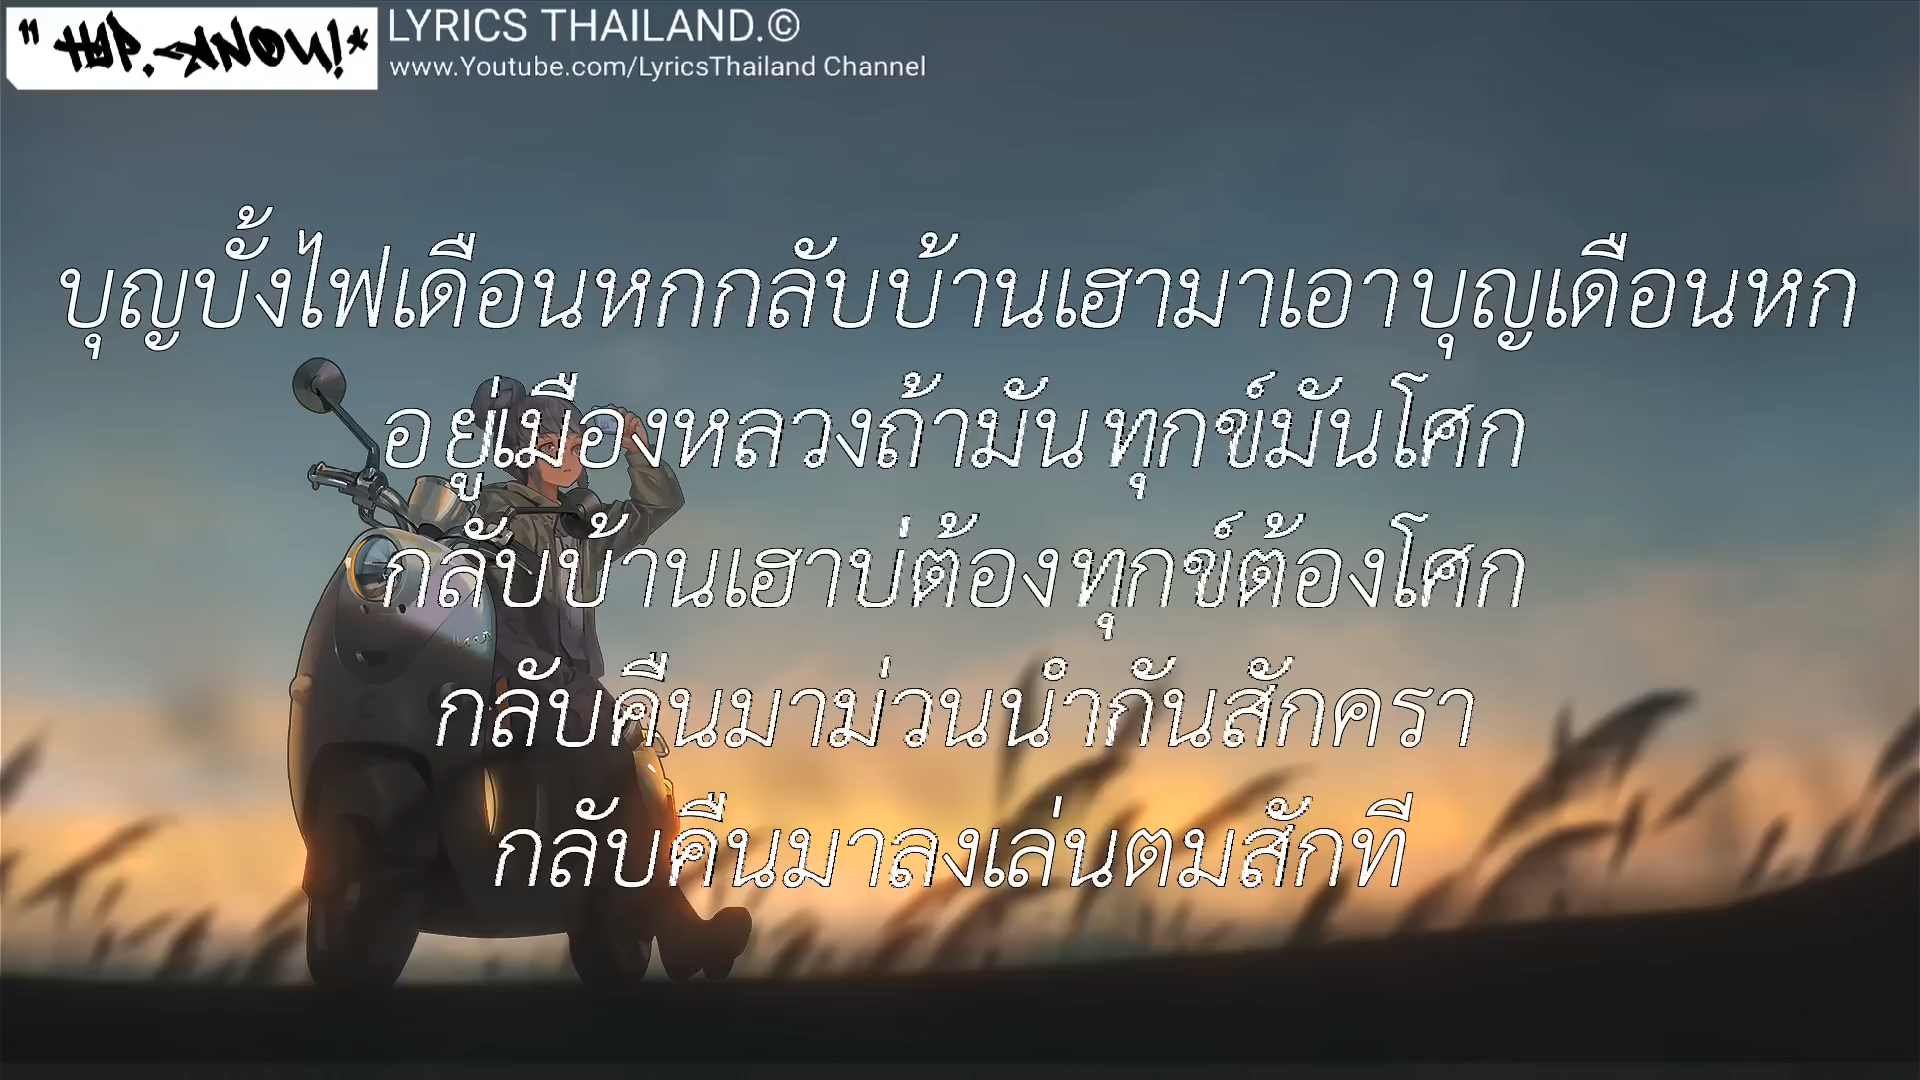 " HYP.-KNOW!*
LYRICS THAILAND.©
www.Youtube.com/LyricsThailand Channel
บุญบั้งไฟเดือนหกกลับบ้านเฮามาเอาบุญเดือนหก
อยู่เมืองหลวงถ้ามันทุกข์มันโศก
กลับบ้านเฮาบ่ต้องทุกข์ต้องโศก
กลับคืนมาม่วนนำกันสักครา
กลับคืนมาลงเล่นตมสักที